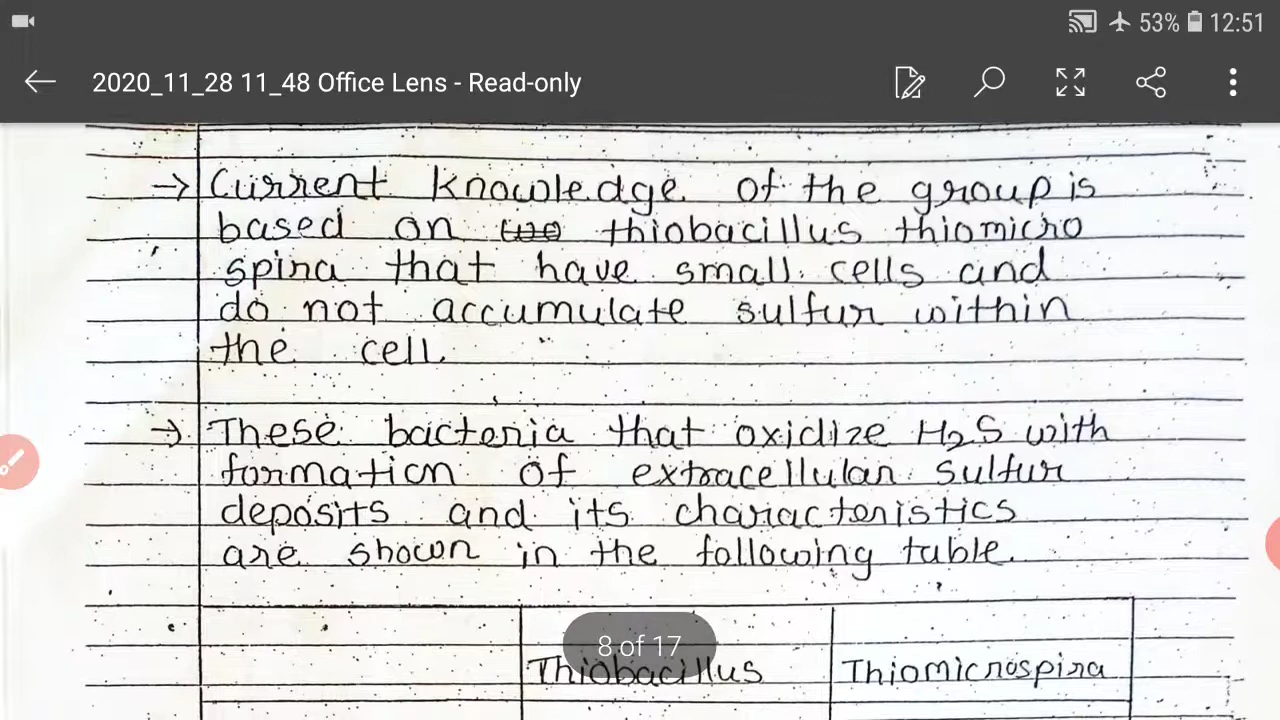 53% 12:51
2020_11_28 11_48 Office Lens - Read-only
→ Current knowledge of the group is
based on two thiobacillus thiomicro
spira that have small cells and
do not accumulate sulfur within
the cell.
→ These bacteria that oxidize H2S with
formation of extracellular sulfur
deposits and its characteristics
are shown in the following table.
8 of 17
Thiobacillus Thiomicrospira